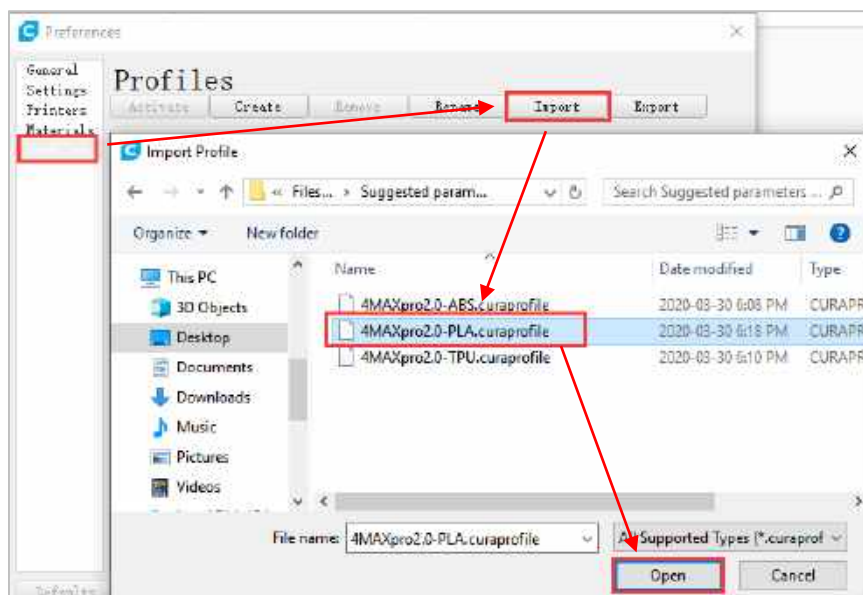 Preferences
General
Settings
Printers
Materials
Profiles
Activate Create Remove Rename Import Export
Import Profile
« Files... › Suggested param...
Search Suggested parameters ...
Organize New folder
This PC
3D Objects
Desktop
Documents
Downloads
Music
Pictures
Videos
Name Date modified Type
4MAXpro2.0-ABS.curaprofile 2020-03-30 6:08 PM CURAPR
4MAXpro2.0-PLA.curaprofile 2020-03-30 6:18 PM CURAPR
4MAXpro2.0-TPU.curaprofile 2020-03-30 6:10 PM CURAPR
File name: 4MAXpro2.0-PLA.curaprofile All Supported Types (*.curaprof
Open Cancel
Defaults